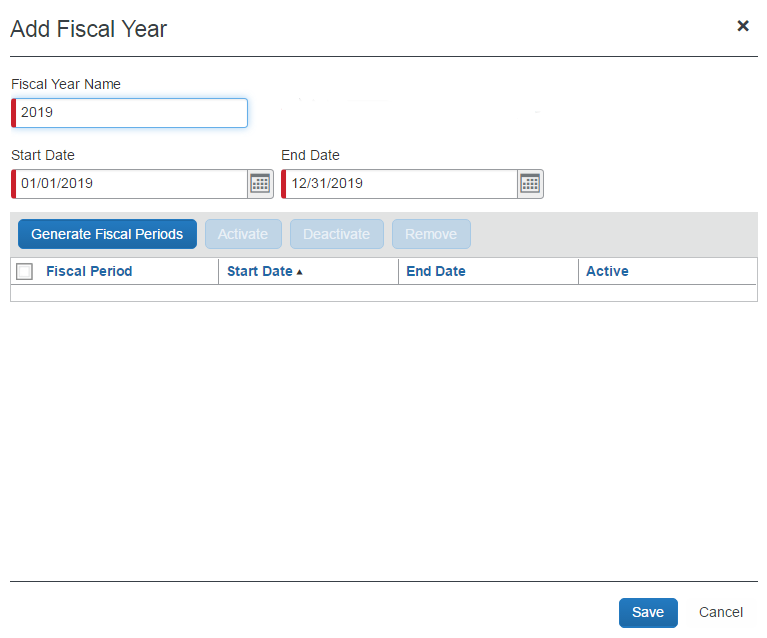 Add Fiscal Year ×
Fiscal Year Name
2019
Start Date End Date
01/01/2019 12/31/2019
Generate Fiscal Periods Activate Deactivate Remove
Fiscal Period Start Date ▲ End Date Active
Save Cancel